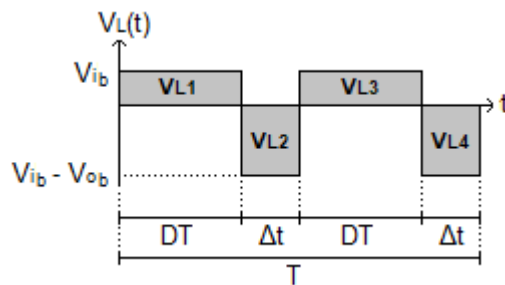 VL(t)
Vib
VL1
VL3
t
VL2
VL4
Vib - Vob
DT
Δt
DT
Δt
T